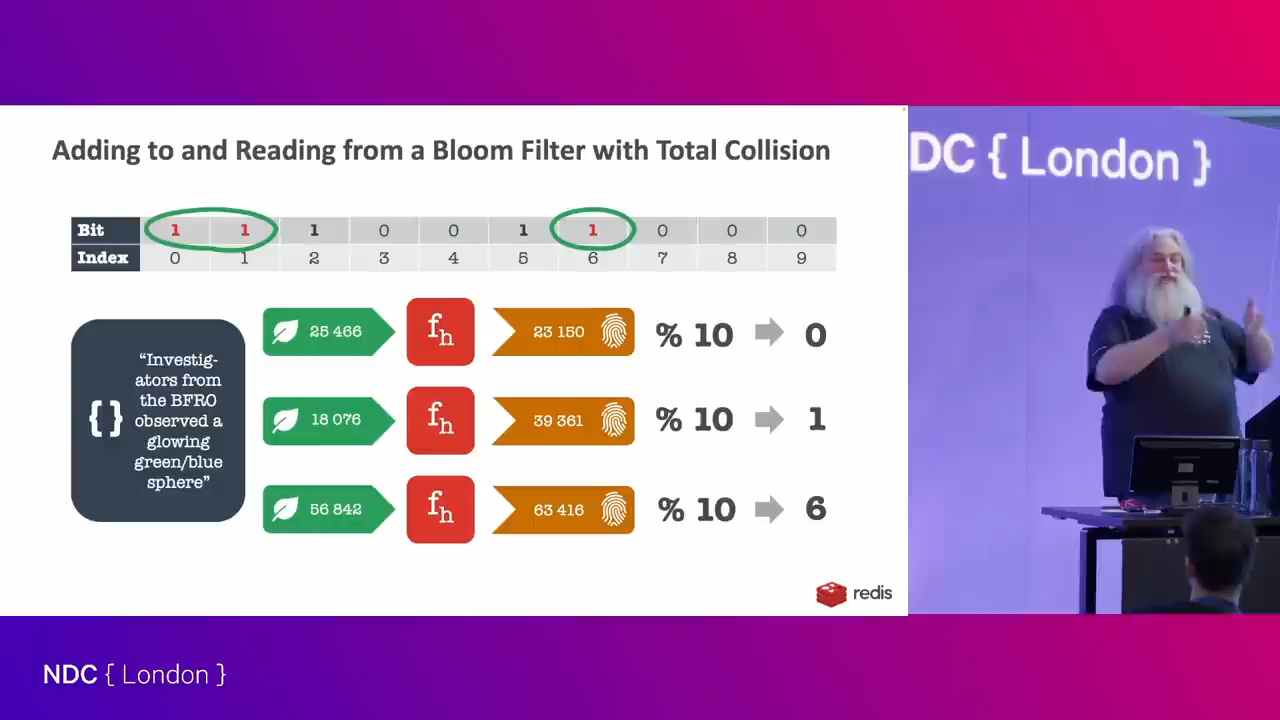 Adding to and Reading from a Bloom Filter with Total Collision
Bit 1 1 1 0 0 1 1 0 0 0
Index 0 1 2 3 4 5 6 7 8 9
{} "Investig-
ators from
the BFRO
observed a
glowing
green/blue
sphere"
25 466 fh 23 150 % 10 0
18 076 fh 39 361 % 10 1
56 842 fh 63 416 % 10 6
redis
DC { London }
NDC { London }